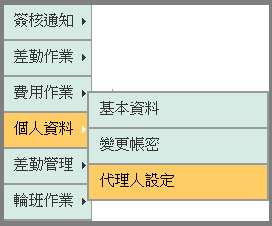 簽核通知
差勤作業
費用作業
個人資料
基本資料
變更帳密
代理人設定
差勤管理
輪班作業